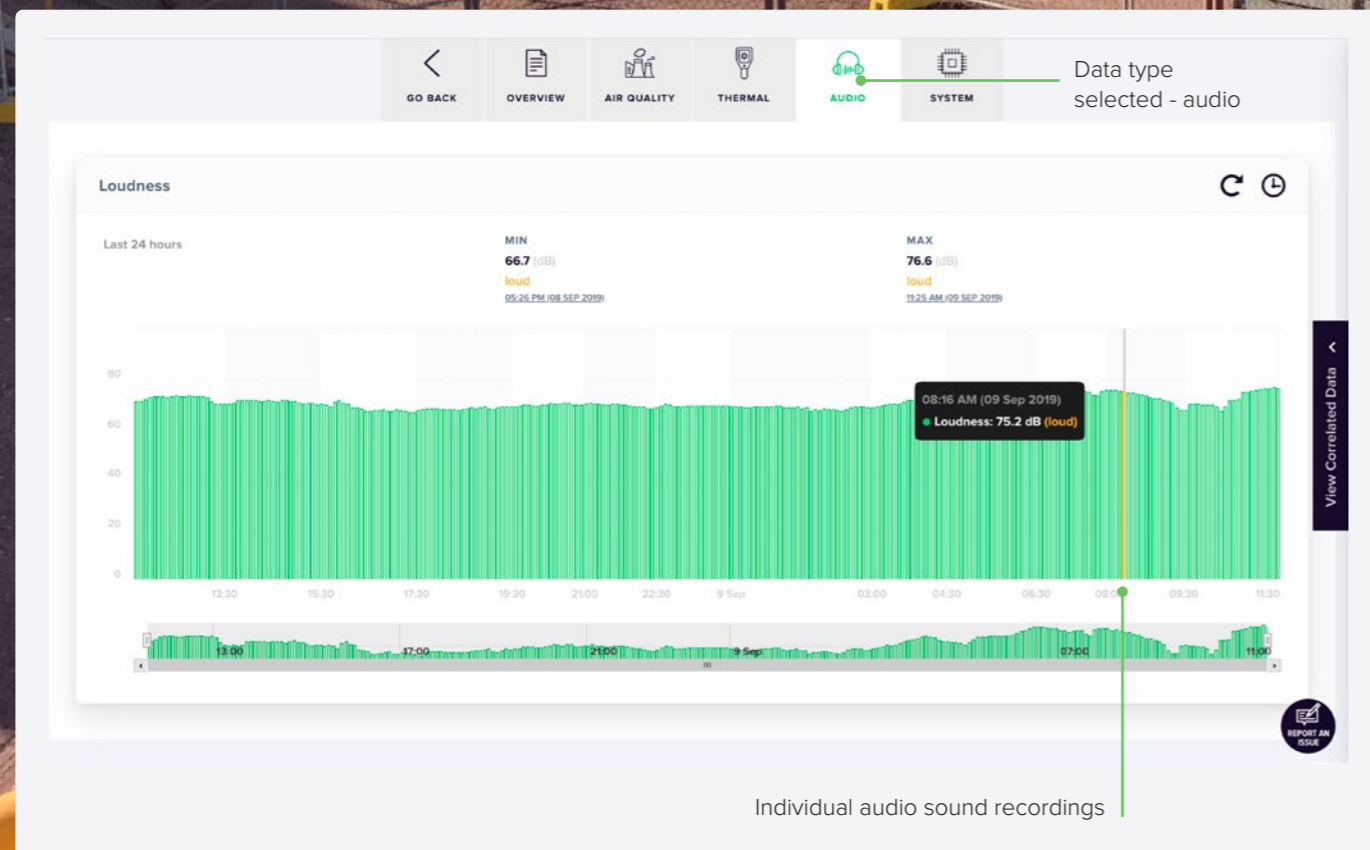 GO BACK
OVERVIEW
AIR QUALITY
THERMAL
AUDIO
SYSTEM
Data type
selected - audio
Loudness
Last 24 hours
MIN
66.7 (dB)
loud
05:26 PM (08 SEP 2019)
MAX
76.6 (dB)
loud
11:25 AM (09 SEP 2019)
80
60
40
20
0
08:16 AM (09 Sep 2019)
Loudness: 75.2 dB (loud)
View Correlated Data
13:30 15:30 17:30 19:30 21:00 22:30 9 Sep 03:00 04:30 06:30 08:0 09:30 11:30
13:00 21:00 9 Sep 07:00 11:00
REPORT AN
ISSUE
Individual audio sound recordings